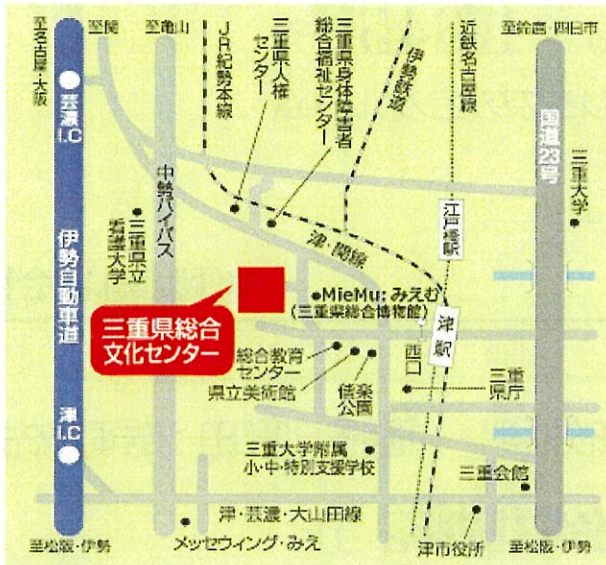 至名古屋・大阪
至関
至亀山
JR紀勢本線
三重県人権
センター
三重県身体障害者
総合福祉センター
伊勢鉄道
近鉄名古屋線
至鈴鹿・四日市
芸濃
I.C
国道23号
三重大学
中勢バイパス
三重県立
看護大学
江戸橋駅
津・関線
伊勢自動車道
MieMu:みえむ
(三重県総合博物館)
三重県総合
文化センター
津駅
西口
総合教育
センター
県立美術館
偕楽
公園
三重
県庁
津
I.C
三重大学附属
小・中・特別支援学校
三重会館
津・芸濃・大山田線
至松阪・伊勢
メッセウィング・みえ
津市役所
至松阪・伊勢